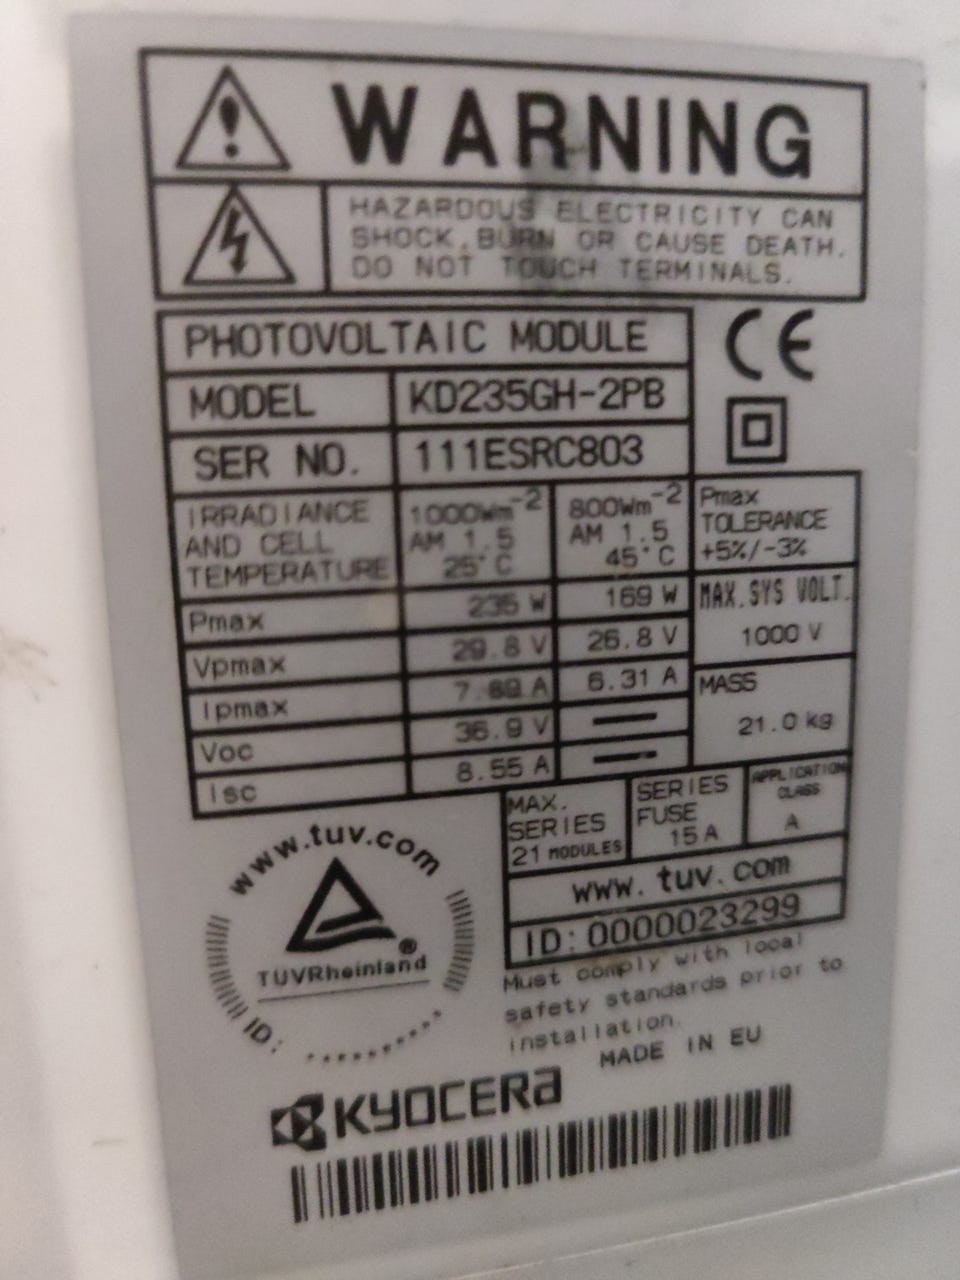 WARNING
HAZARDOUS ELECTRICITY CAN
SHOCK, BURN OR CAUSE DEATH.
DO NOT TOUCH TERMINALS.
PHOTOVOLTAIC MODULE
CE
MODEL KD235GH-2PB
SER NO. 111ESRC803
IRRADIANCE
AND CELL
TEMPERATURE
1000Wm⁻²
AM 1.5
25°C
800Wm⁻²
AM 1.5
45°C
Pmax
TOLERANCE
+5%/-3%
Pmax 235 W 169 W
Vpmax 29.8 V 26.8 V
Ipmax 7.89 A 6.31 A
Voc 36.9 V —
Isc 8.55 A —
MAX.SYS VOLT.
1000 V
MASS
21.0 kg
MAX.
SERIES
21 MODULES
SERIES
FUSE
15 A
APPLICATION
CLASS
A
www.tuv.com
ID:0000023299
www.tuv.com
®
TUVRheinland
ID:
Must comply with local
safety standards prior to
installation.
MADE IN EU
KYOCERA